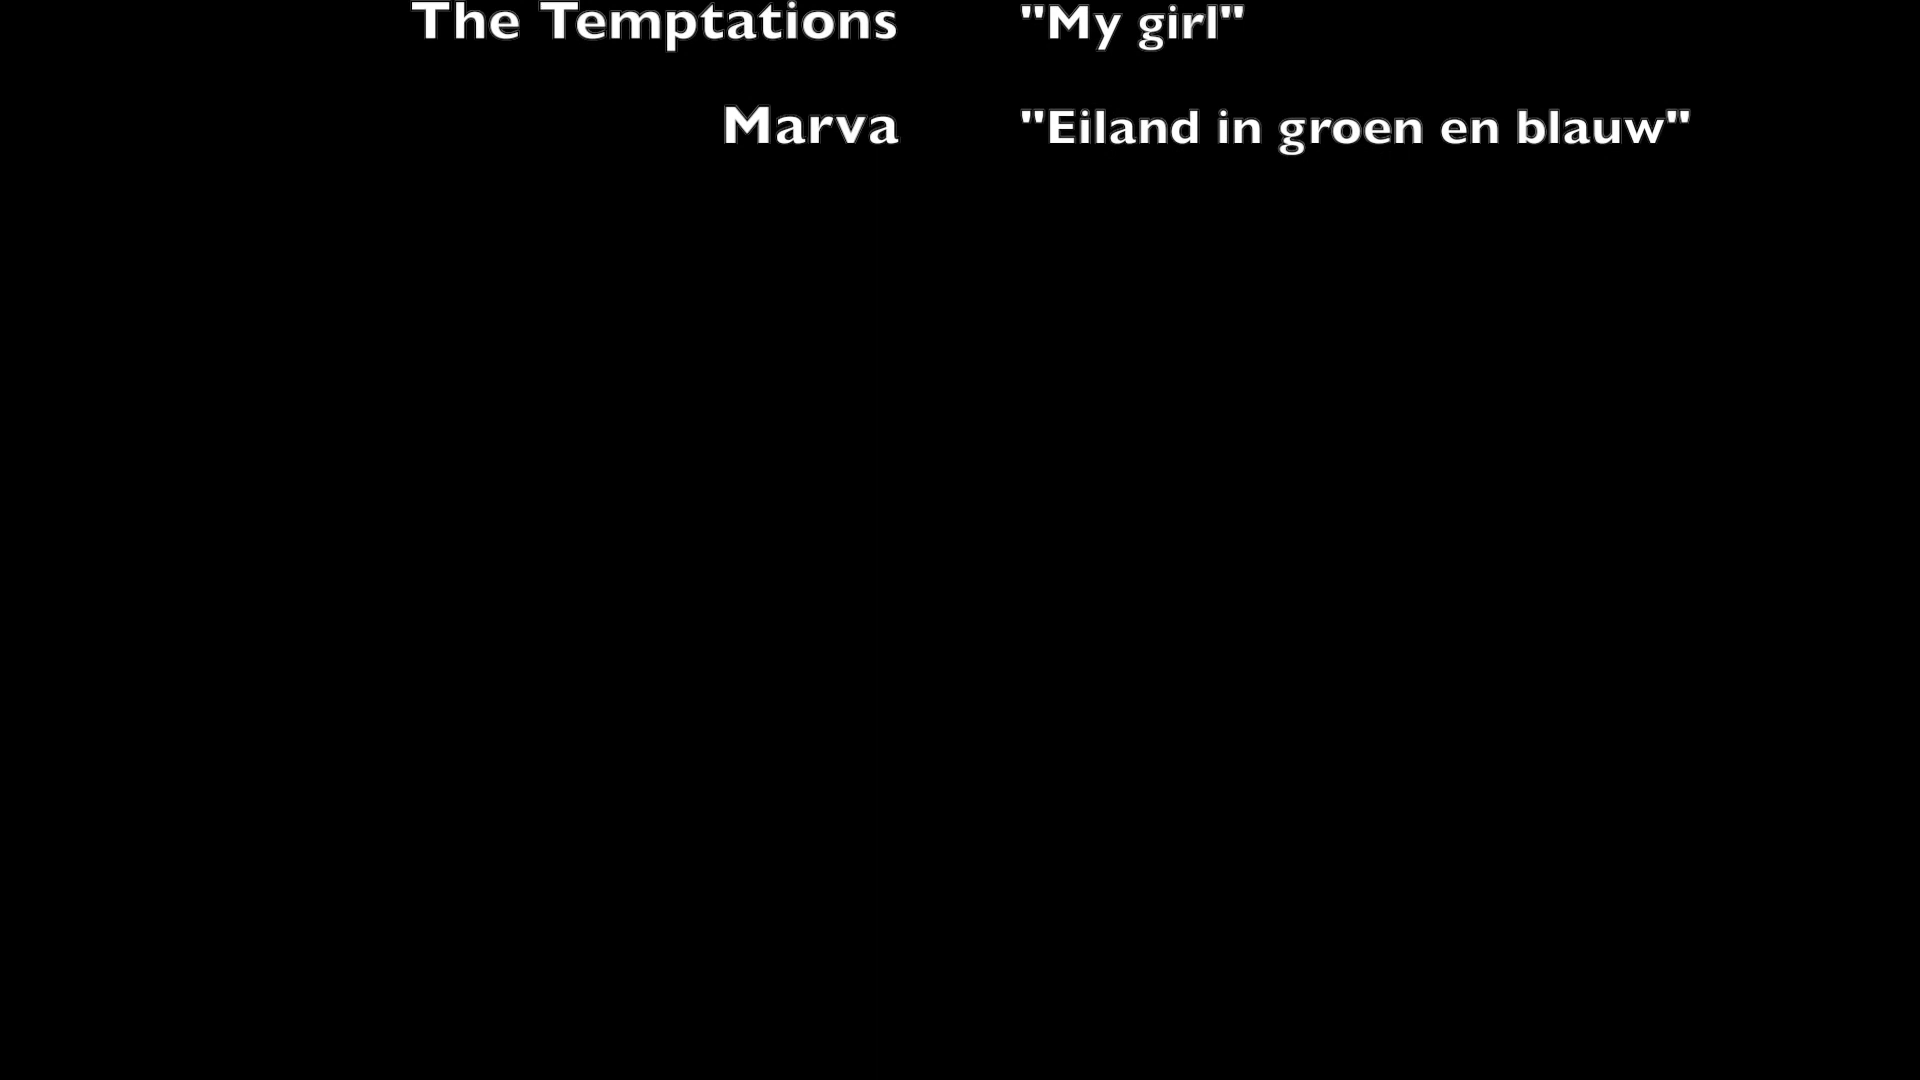 The Temptations "My girl"
Marva "Eiland in groen en blauw"